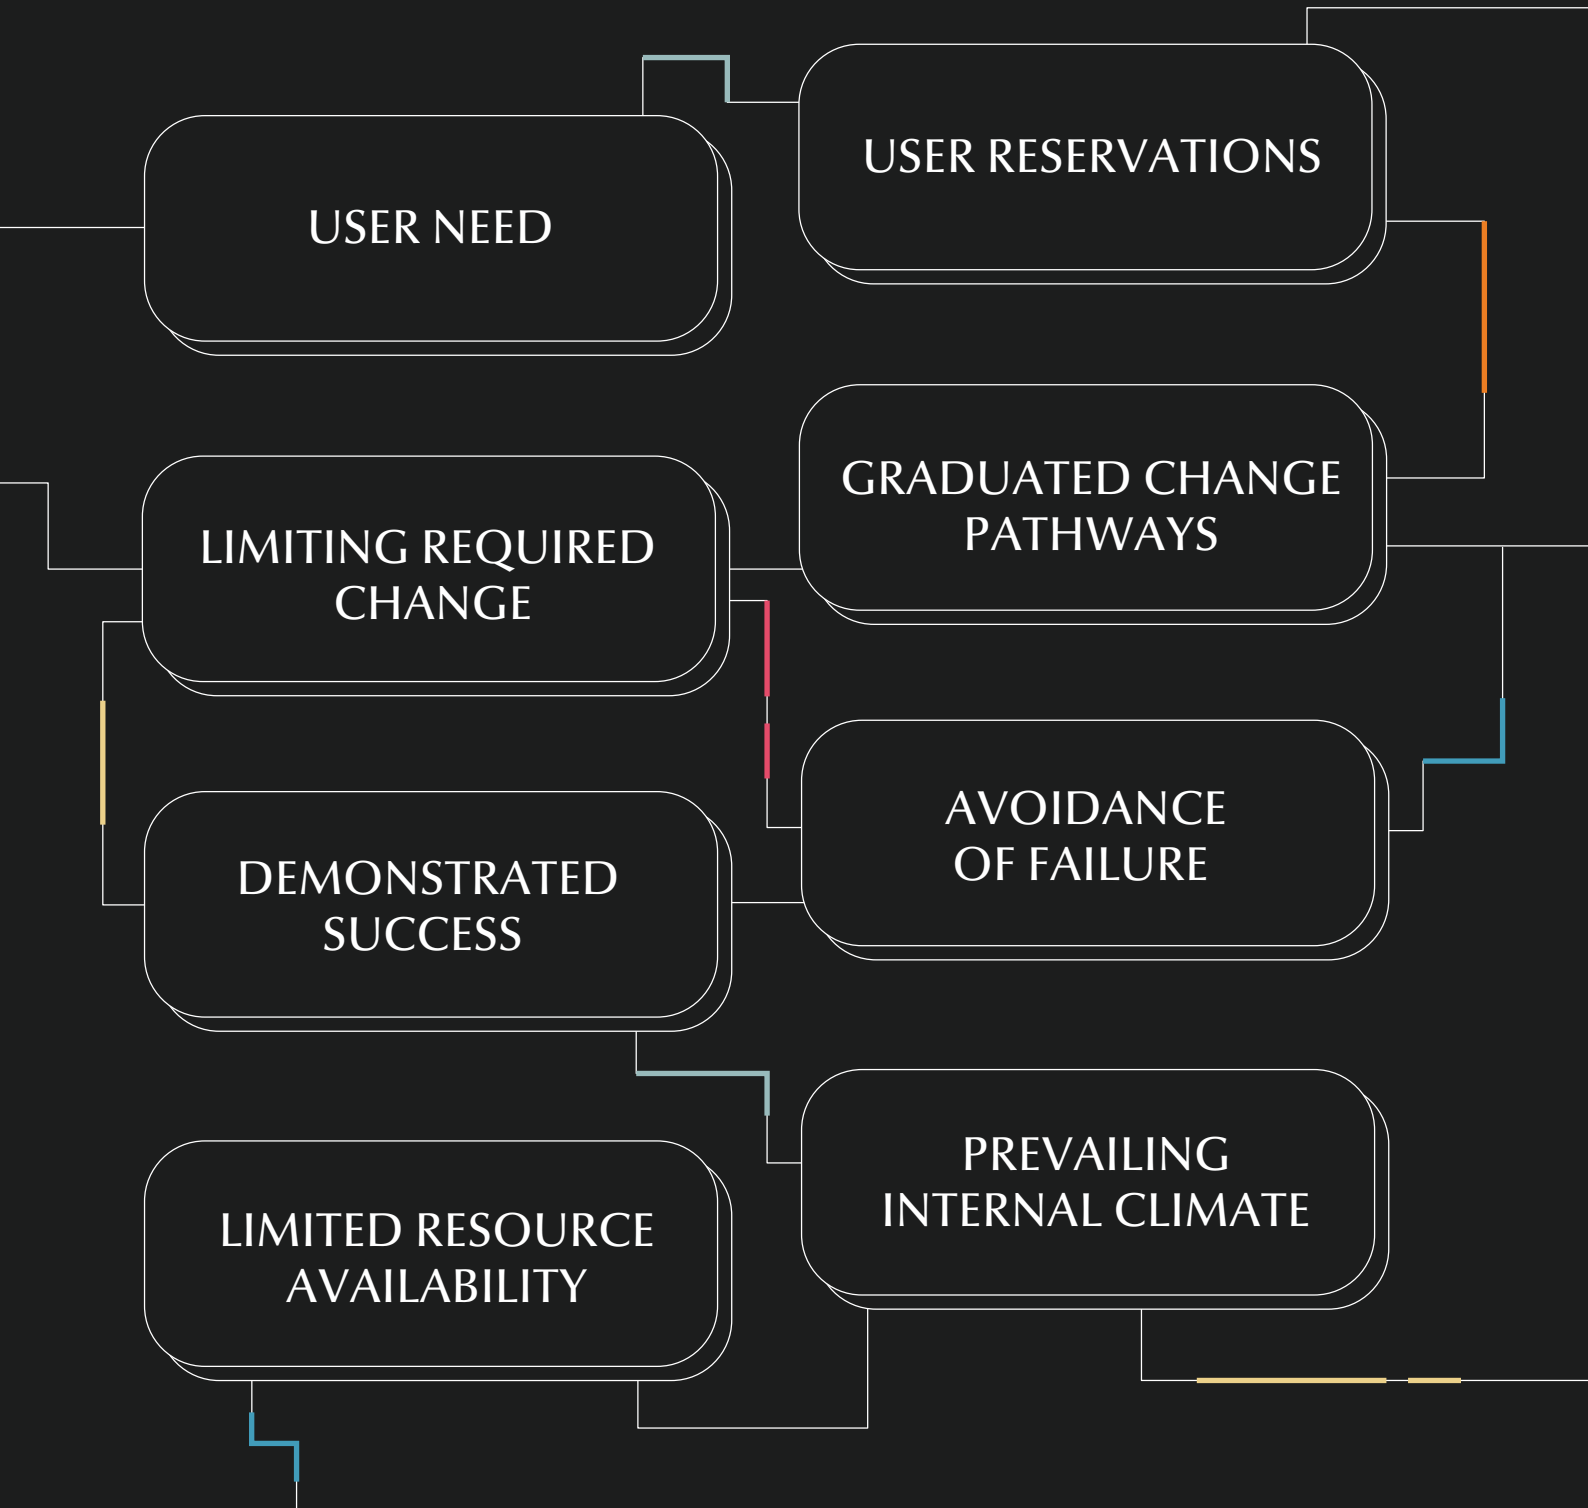 USER NEED
USER RESERVATIONS
LIMITING REQUIRED
CHANGE
GRADUATED CHANGE
PATHWAYS
DEMONSTRATED
SUCCESS
AVOIDANCE
OF FAILURE
LIMITED RESOURCE
AVAILABILITY
PREVAILING
INTERNAL CLIMATE